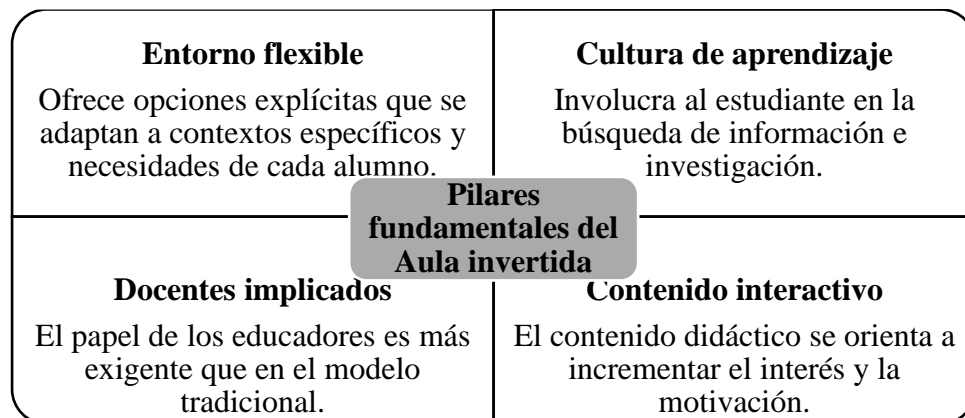 Entorno flexible
Ofrece opciones explícitas que se
adaptan a contextos específicos y
necesidades de cada alumno.
Cultura de aprendizaje
Involucra al estudiante en la
búsqueda de información e
investigación.
Pilares
fundamentales del
Aula invertida
Docentes implicados
El papel de los educadores es más
exigente que en el modelo
tradicional.
Contenido interactivo
El contenido didáctico se orienta a
incrementar el interés y la
motivación.